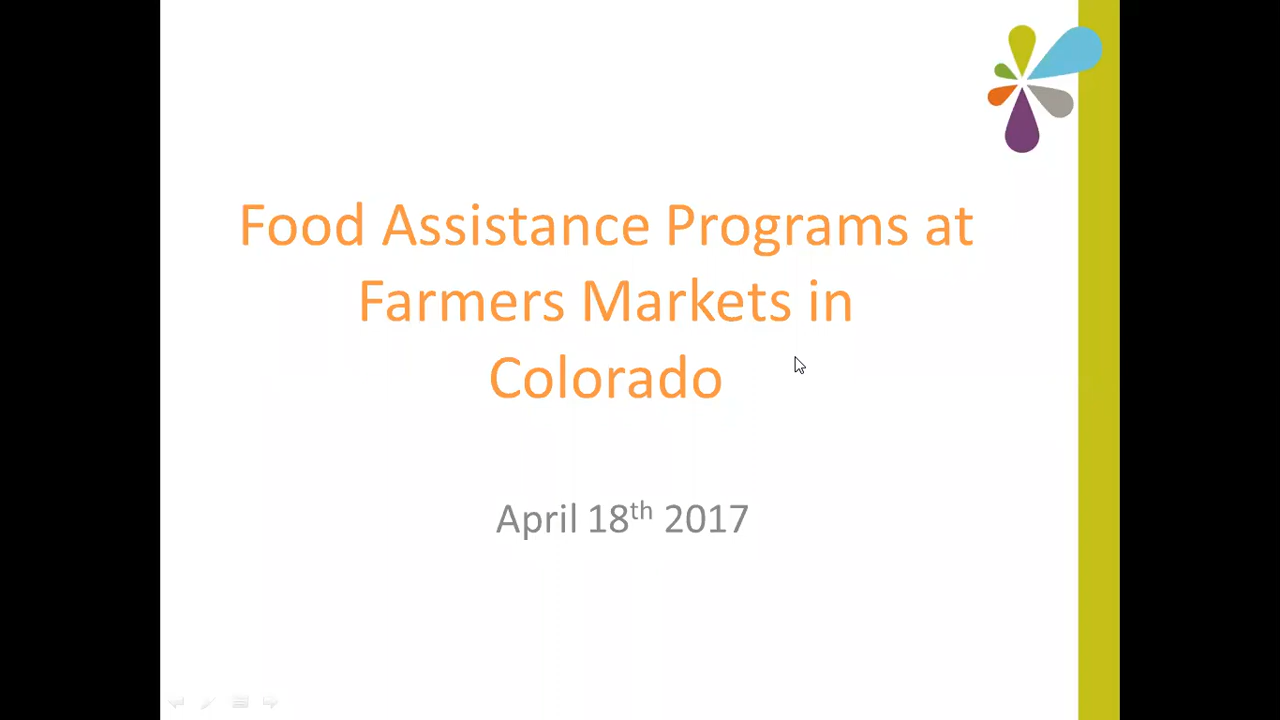 Food Assistance Programs at
Farmers Markets in
Colorado
April 18th 2017